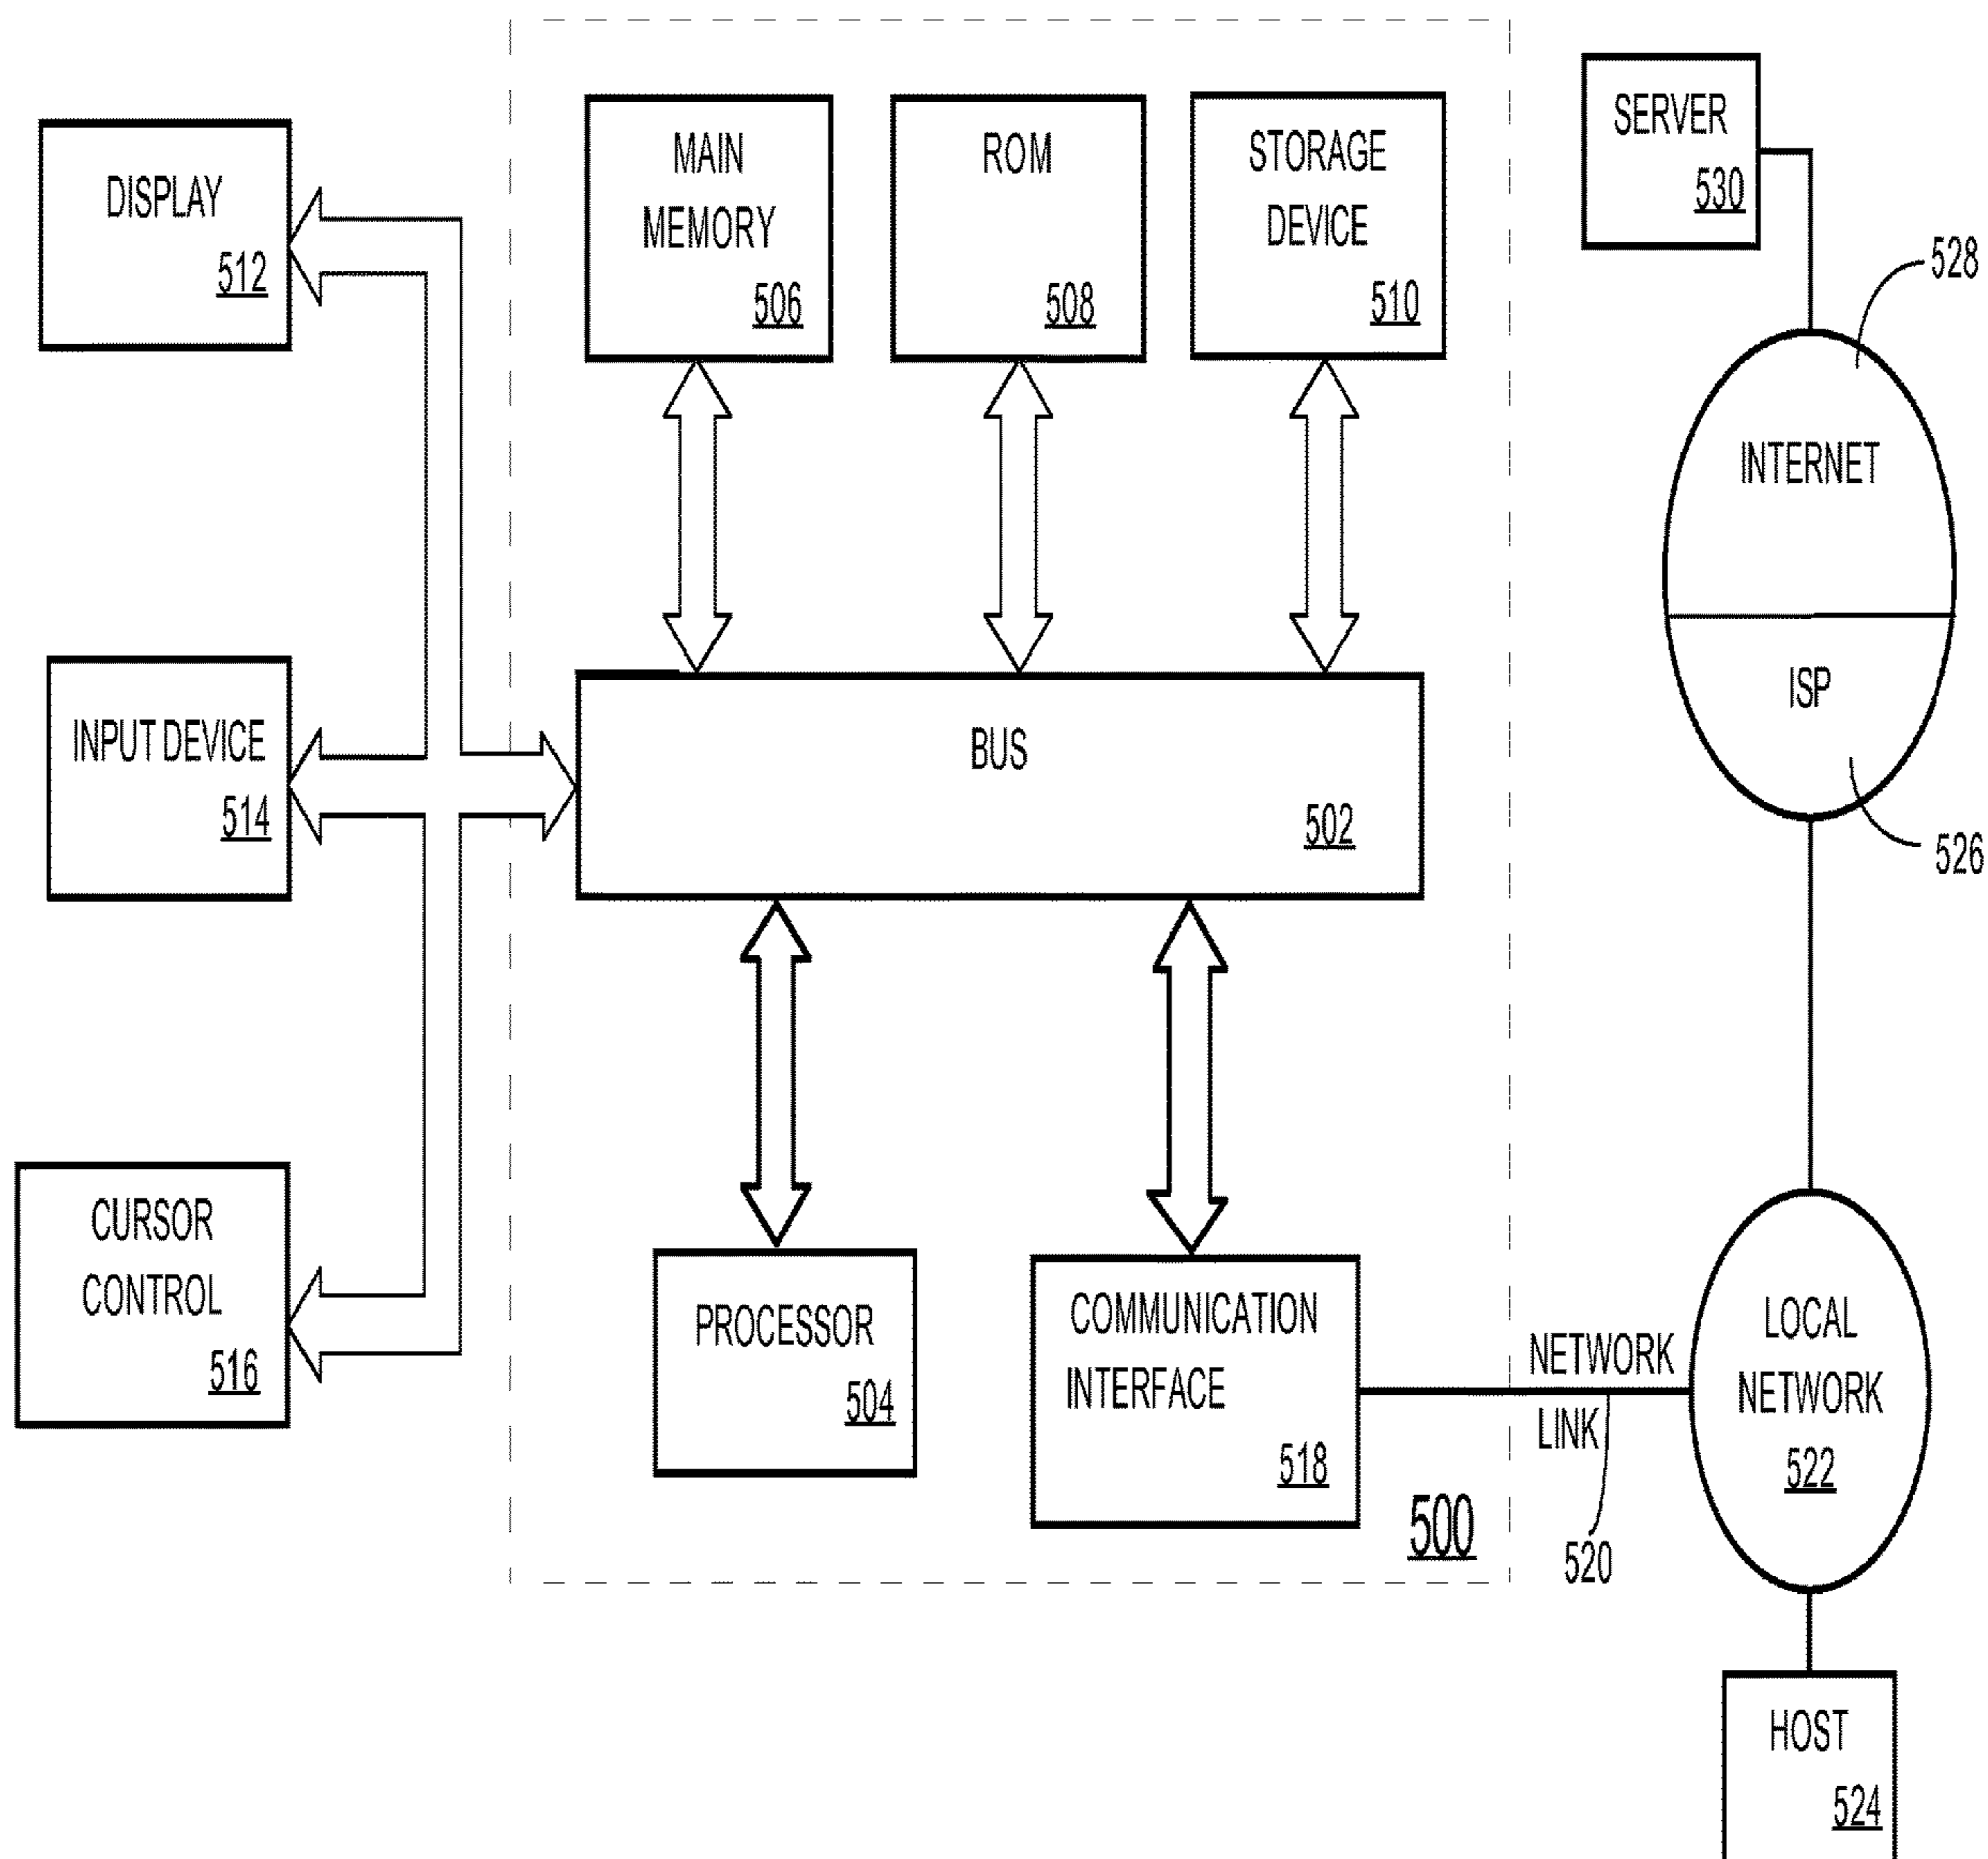 DISPLAY
512
INPUT DEVICE
514
CURSOR
CONTROL
516
MAIN
MEMORY
506
ROM
508
STORAGE
DEVICE
510
BUS
502
PROCESSOR
504
COMMUNICATION
INTERFACE
518
500
SERVER
530
528
INTERNET
ISP
526
NETWORK
LINK
520
LOCAL
NETWORK
522
HOST
524